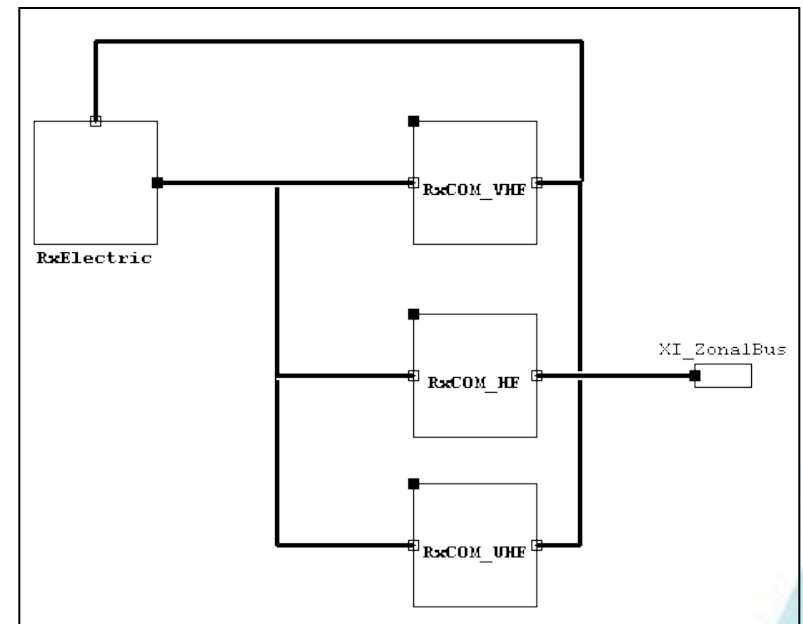 RxCOM_VHF
RxElectric
XI_ZonalBus
RxCOM_HF
RxCOM_UHF